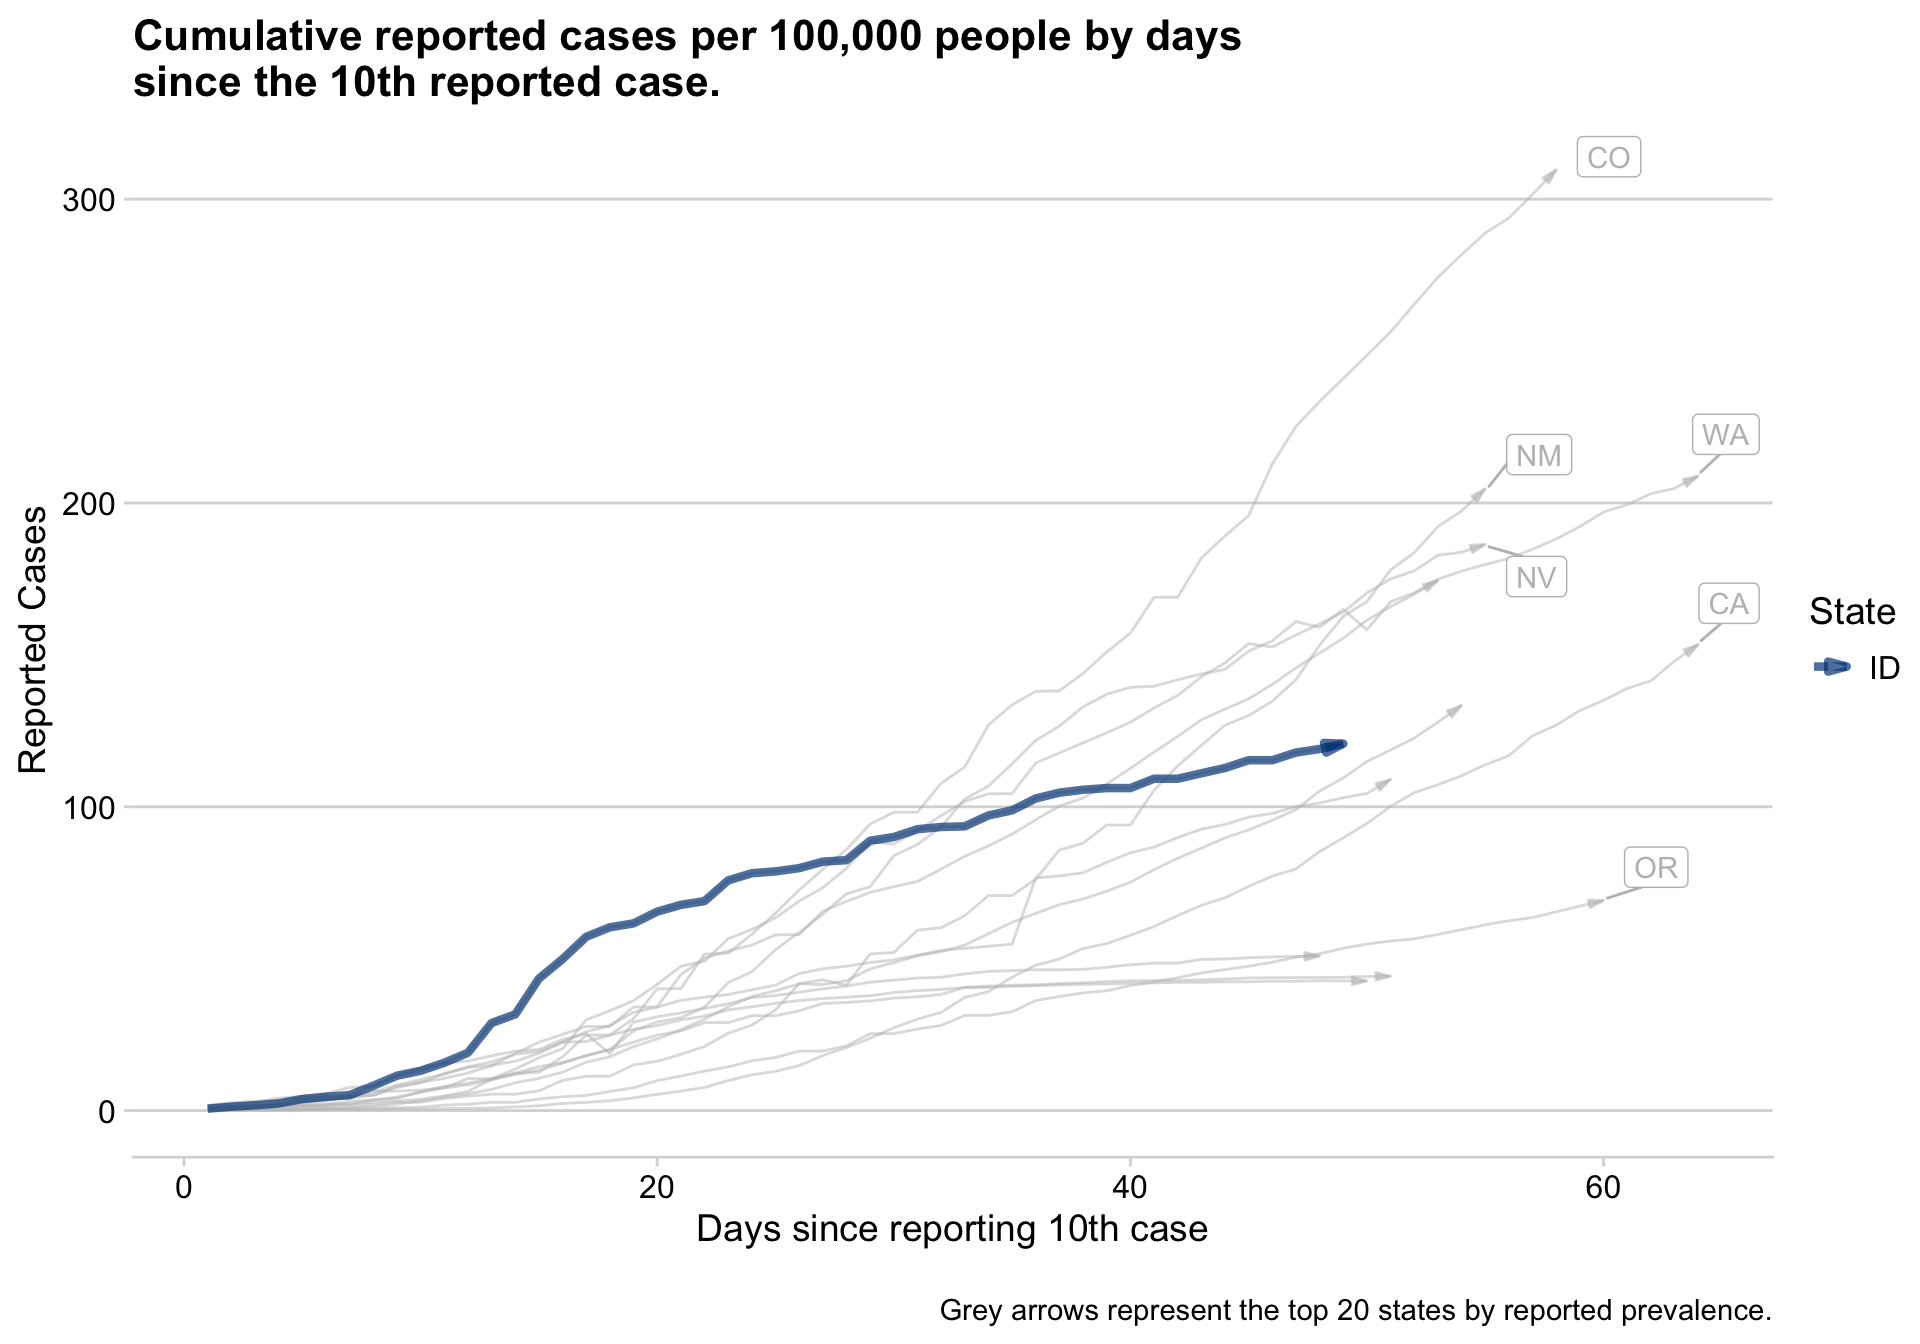 Cumulative reported cases per 100,000 people by days
since the 10th reported case.
CO
300
WA
NM
200
NV
CA
Reported Cases
State
ID
100
OR
0
0 20 40 60
Days since reporting 10th case
Grey arrows represent the top 20 states by reported prevalence.